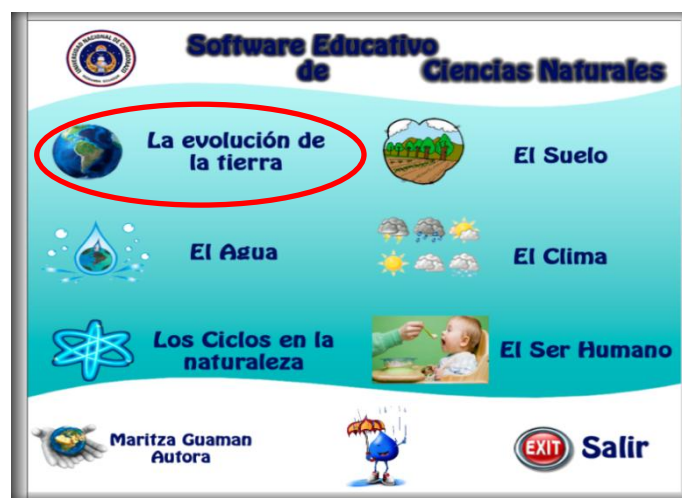 Software Educativo
de Ciencias Naturales
La evolución de
la tierra
El Suelo
El Agua
El Clima
Los Ciclos en la
naturaleza
El Ser Humano
Maritza Guaman
Autora
EXIT
Salir